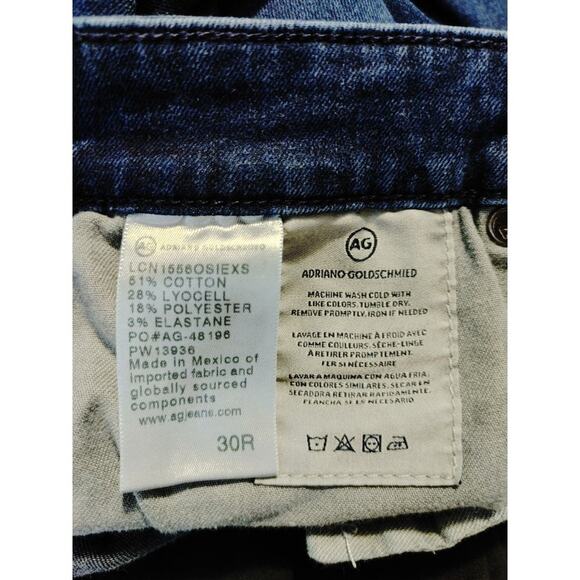 AG ADRIANO GOLDSCHMIED
LCN1556OSIEXS
51% COTTON
28% LYOCELL
18% POLYESTER
3% ELASTANE
PO#AG-48196
PW13936
Made in Mexico of
imported fabric and
globally sourced
components
www.agjeans.com
30R
AG
ADRIANO GOLDSCHMIED
MACHINE WASH COLD WITH
LIKE COLORS. TUMBLE DRY.
REMOVE PROMPTLY, IRON IF NEEDED
LAVAGE EN MACHINE À FROID AVEC
COMME COULEURS. SÈCHE-LINGE
À RETIRER PROMPTEMENT.
FER SI NÉCESSAIRE
LAVAR A MAQUINA CON AGUA FRIA,
CON COLORES SIMILARES, SECAR EN
SECADORA RETIRAR RAPIDAMENTE.
PLANCHA SE ES NECESARIO